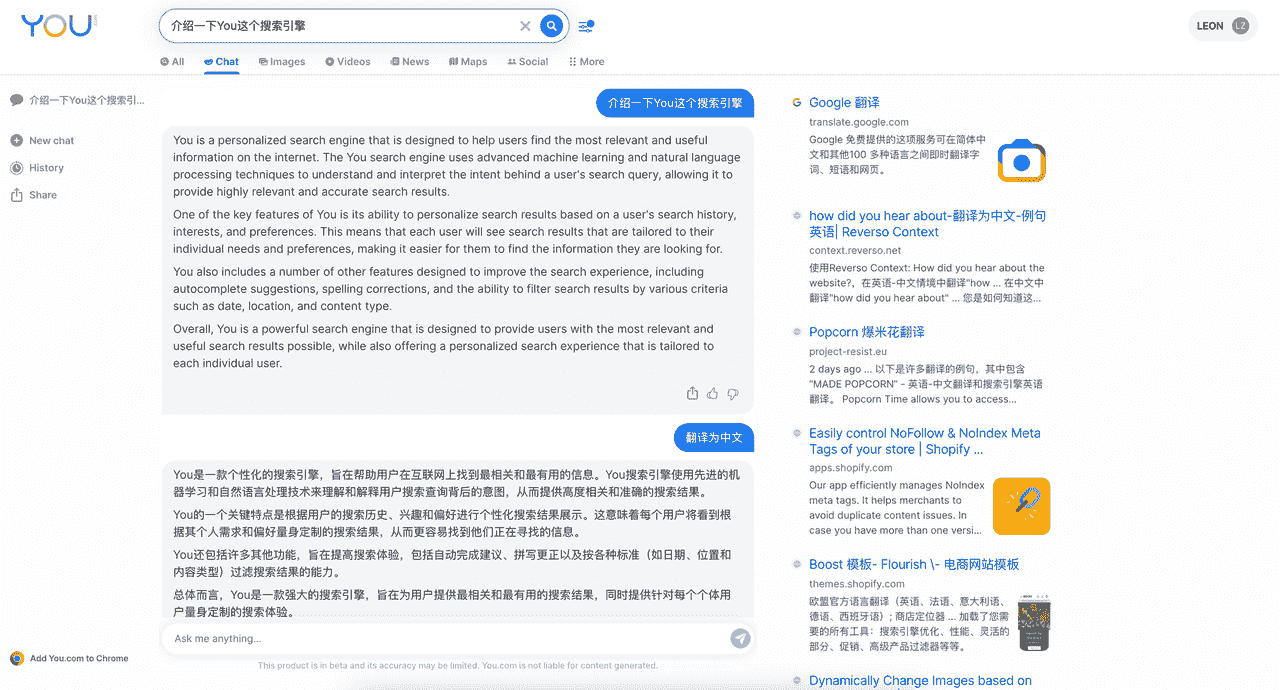 YOU
介绍一下You这个搜索引擎
LEON LZ
All Chat Images Videos News Maps Social More
介绍一下You这个搜索引...
New chat
History
Share
Add You.com to Chrome
介绍一下You这个搜索引擎
You is a personalized search engine that is designed to help users find the most relevant and useful
information on the internet. The You search engine uses advanced machine learning and natural language
processing techniques to understand and interpret the intent behind a user's search query, allowing it to
provide highly relevant and accurate search results.
One of the key features of You is its ability to personalize search results based on a user's search history,
interests, and preferences. This means that each user will see search results that are tailored to their
individual needs and preferences, making it easier for them to find the information they are looking for.
You also includes a number of other features designed to improve the search experience, including
autocomplete suggestions, spelling corrections, and the ability to filter search results by various criteria
such as date, location, and content type.
Overall, You is a powerful search engine that is designed to provide users with the most relevant and
useful search results possible, while also offering a personalized search experience that is tailored to
each individual user.
翻译为中文
You是一款个性化的搜索引擎，旨在帮助用户在互联网上找到最相关和最有用的信息。You搜索引擎使用先进的机
器学习和自然语言处理技术来理解和解释用户搜索查询背后的意图，从而提供高度相关和准确的搜索结果。
You的一个关键特点是根据用户的搜索历史、兴趣和偏好进行个性化搜索结果展示。这意味着每个用户将看到根
据其个人需求和偏好量身定制的搜索结果，从而更容易找到他们正在寻找的信息。
You还包括许多其他功能，旨在提高搜索体验，包括自动完成建议、拼写更正以及按各种标准（如日期、位置和
内容类型）过滤搜索结果的能力。
总体而言，You是一款强大的搜索引擎，旨在为用户提供最相关和最有用的搜索结果，同时提供针对每个个体用
户量身定制的搜索体验。
Ask me anything...
This product is in beta and its accuracy may be limited. You.com is not liable for content generated.
Google 翻译
translate.google.com
Google 免费提供的这项服务可在简体中
文和其他100 多种语言之间即时翻译字
词、短语和网页。
how did you hear about-翻译为中文-例句
英语| Reverso Context
context.reverso.net
使用Reverso Context: How did you hear about the
website?，在英语-中文情境中翻译"how ... 在中文中
翻译"how did you hear about" ... 您是如何知道这...
Popcorn 爆米花翻译
project-resist.eu
2 days ago ... 以下是许多翻译的例句，其中包含
"MADE POPCORN" - 英语-中文翻译和搜索引擎英语
翻译。 Popcorn Time allows you to access...
Easily control NoFollow & NoIndex Meta
Tags of your store | Shopify ...
apps.shopify.com
Our app efficiently manages NoIndex
meta tags. It helps merchants to
avoid duplicate content issues. In
case you have more than one versi...
Boost 模板- Flourish \- 电商网站模板
themes.shopify.com
欧盟官方语言翻译（英语、法语、意大利语、
德语、西班牙语）; 商店定位器 ... 加载了您需
要的所有工具：搜索引擎优化、性能、灵活的
部分、促销、高级产品过滤器等等。
Dynamically Change Images based on